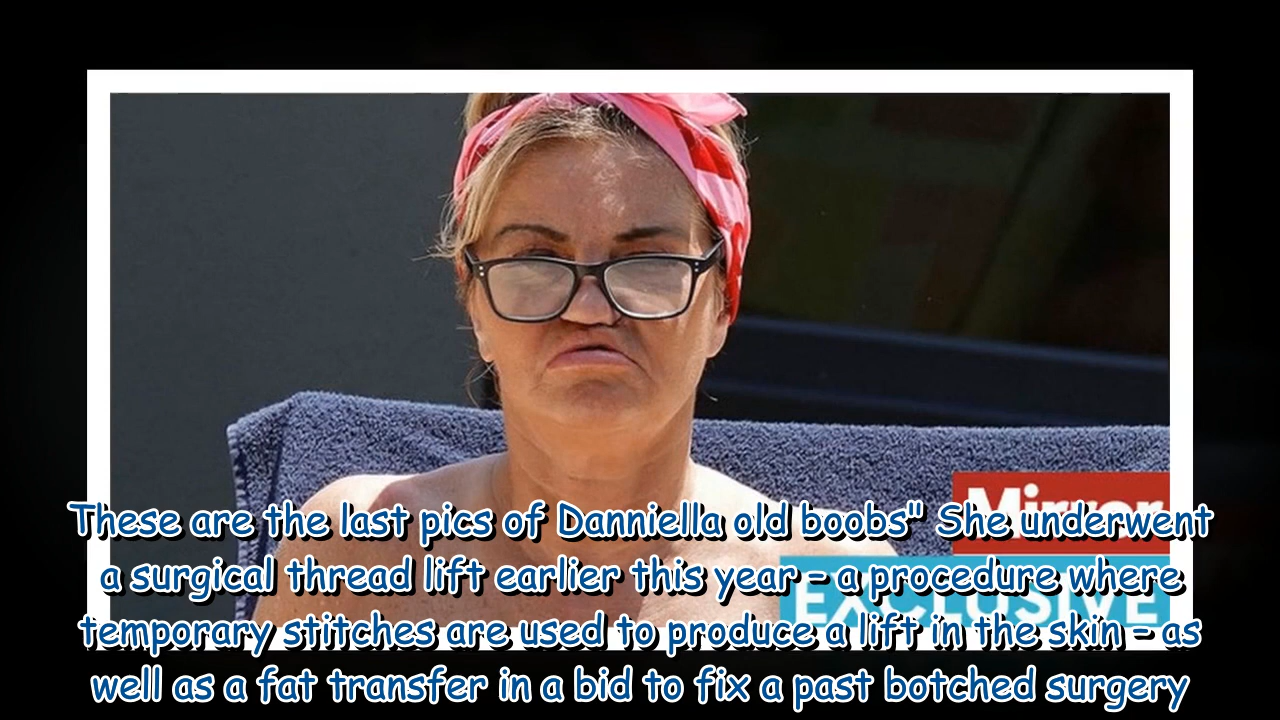 Mirror
EXCLUSIVE
These are the last pics of Danniella old boobs" She underwent
a surgical thread lift earlier this year – a procedure where
temporary stitches are used to produce a lift in the skin – as
well as a fat transfer in a bid to fix a past botched surgery